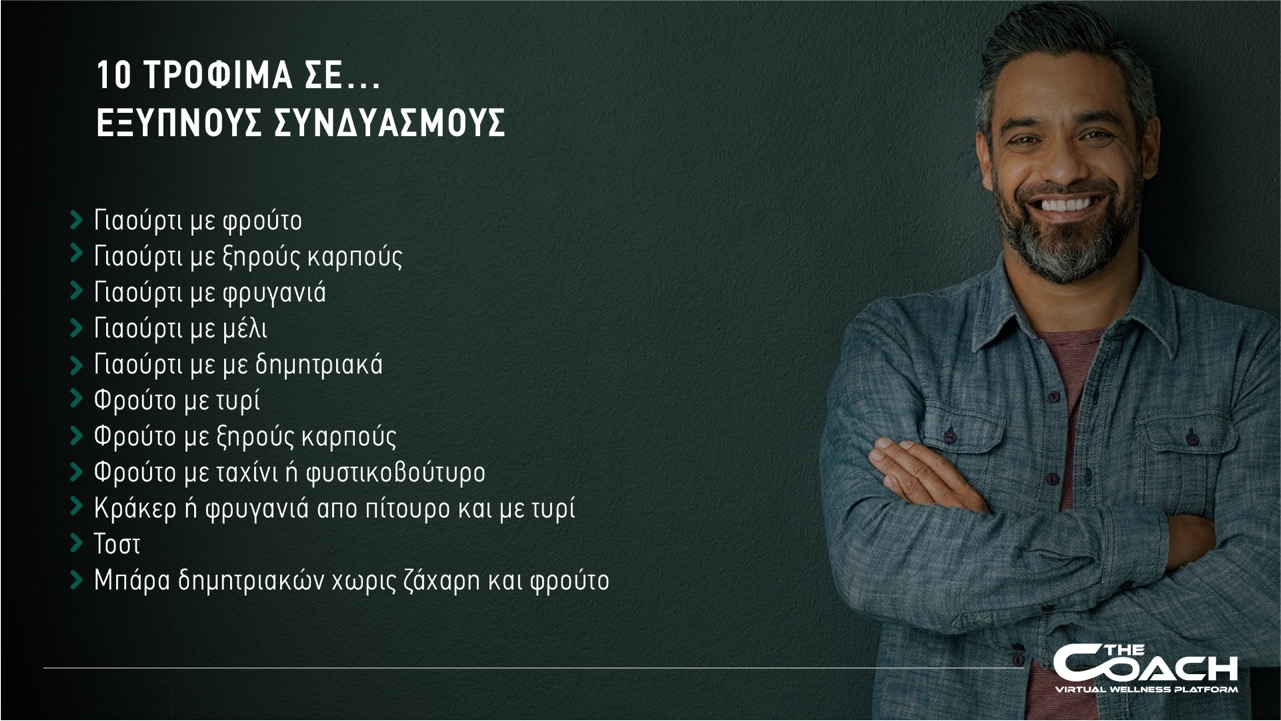 10 ΤΡΟΦΙΜΑ ΣΕ...
ΕΞΥΠΝΟΥΣ ΣΥΝΔΥΑΣΜΟΥΣ
Γιαούρτι με φρούτο
Γιαούρτι με ξηρούς καρπούς
Γιαούρτι με φρυγανιά
Γιαούρτι με μέλι
Γιαούρτι με με δημητριακά
Φρούτο με τυρί
Φρούτο με ξηρούς καρπούς
Φρούτο με ταχίνι ή φυστικοβούτυρο
Κράκερ ή φρυγανιά απο πίτουρο και με τυρί
Τοστ
Μπάρα δημητριακών χωρις ζάχαρη και φρούτο
THE
COACH
VIRTUAL WELLNESS PLATFORM